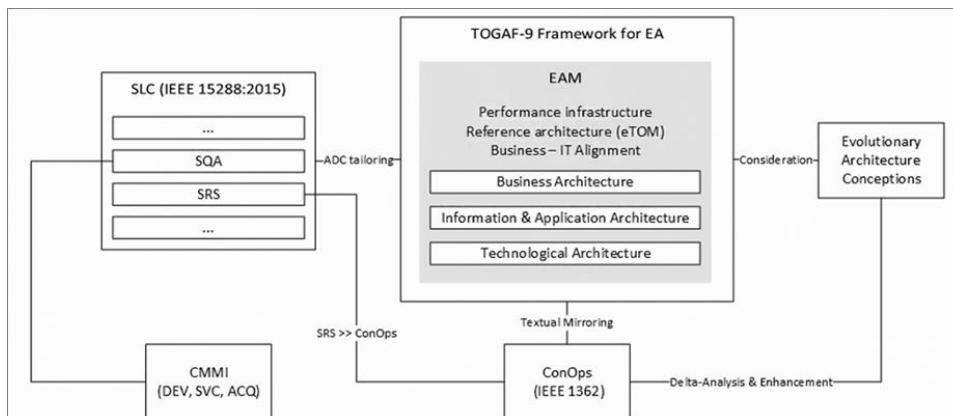 TOGAF-9 Framework for EA
EAM
Performance infrastructure
Reference architecture (eTOM)
Business – IT Alignment
Business Architecture
Information & Application Architecture
Technological Architecture
SLC (IEEE 15288:2015)
...
SQA
SRS
...
ADC tailoring
Consideration
Evolutionary
Architecture
Conceptions
SRS >> ConOps
Textual Mirroring
CMMI
(DEV, SVC, ACQ)
ConOps
(IEEE 1362)
Delta-Analysis & Enhancement